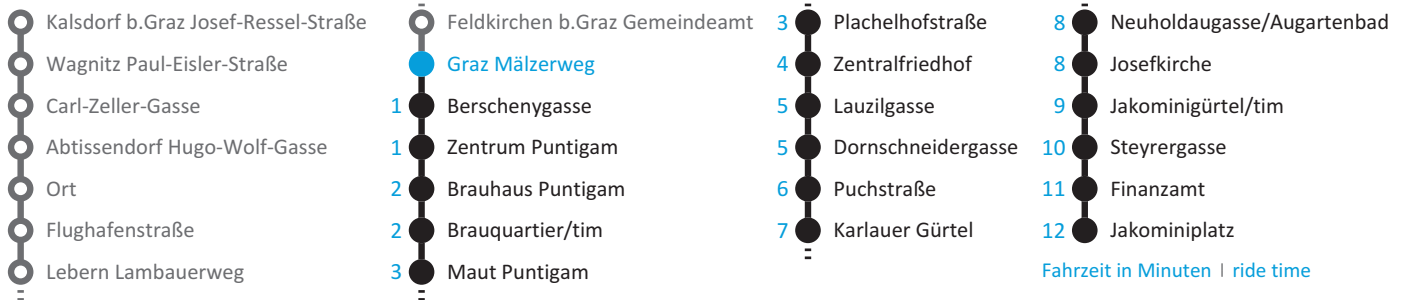 Kalsdorf b.Graz Josef-Ressel-Straße
Wagnitz Paul-Eisler-Straße
Carl-Zeller-Gasse
Abtissendorf Hugo-Wolf-Gasse
Ort
Flughafenstraße
Lebern Lambauerweg
Feldkirchen b.Graz Gemeindeamt
Graz Mälzerweg
1 Berschenygasse
1 Zentrum Puntigam
2 Brauhaus Puntigam
2 Brauquartier/tim
3 Maut Puntigam
3 Plachelhofstraße
4 Zentralfriedhof
5 Lauzilgasse
5 Dornschneidergasse
6 Puchstraße
7 Karlauer Gürtel
8 Neuholdaugasse/Augartenbad
8 Josefkirche
9 Jakominigürtel/tim
10 Steyrergasse
11 Finanzamt
12 Jakominiplatz
Fahrzeit in Minuten | ride time